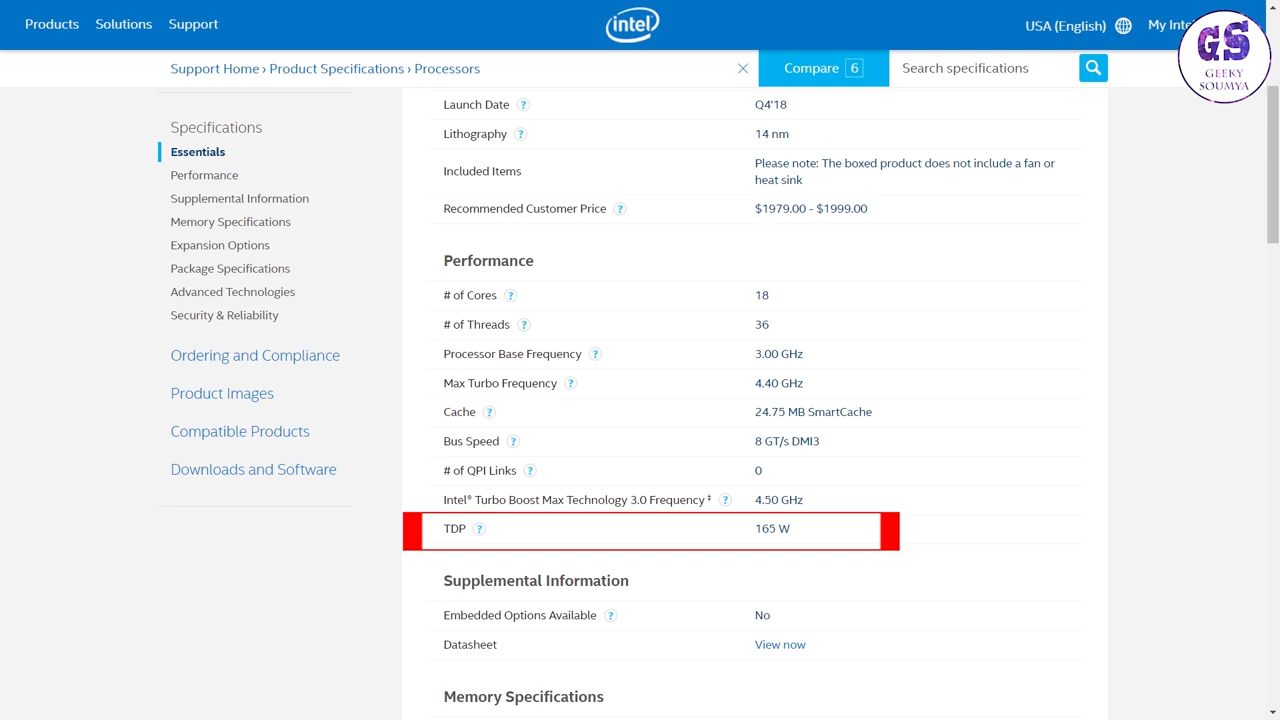 Products Solutions Support
intel
USA (English)
My Inte
GS
GEEKY
SOUMYA
Support Home › Product Specifications › Processors
Compare 6
Search specifications
Specifications
Essentials
Performance
Supplemental Information
Memory Specifications
Expansion Options
Package Specifications
Advanced Technologies
Security & Reliability
Ordering and Compliance
Product Images
Compatible Products
Downloads and Software
Launch Date ? Q4'18
Lithography ? 14 nm
Included Items Please note: The boxed product does not include a fan or
heat sink
Recommended Customer Price ? $1979.00 - $1999.00
Performance
# of Cores ? 18
# of Threads ? 36
Processor Base Frequency ? 3.00 GHz
Max Turbo Frequency ? 4.40 GHz
Cache ? 24.75 MB SmartCache
Bus Speed ? 8 GT/s DMI3
# of QPI Links ? 0
Intel® Turbo Boost Max Technology 3.0 Frequency ‡ ? 4.50 GHz
TDP ? 165 W
Supplemental Information
Embedded Options Available ? No
Datasheet View now
Memory Specifications